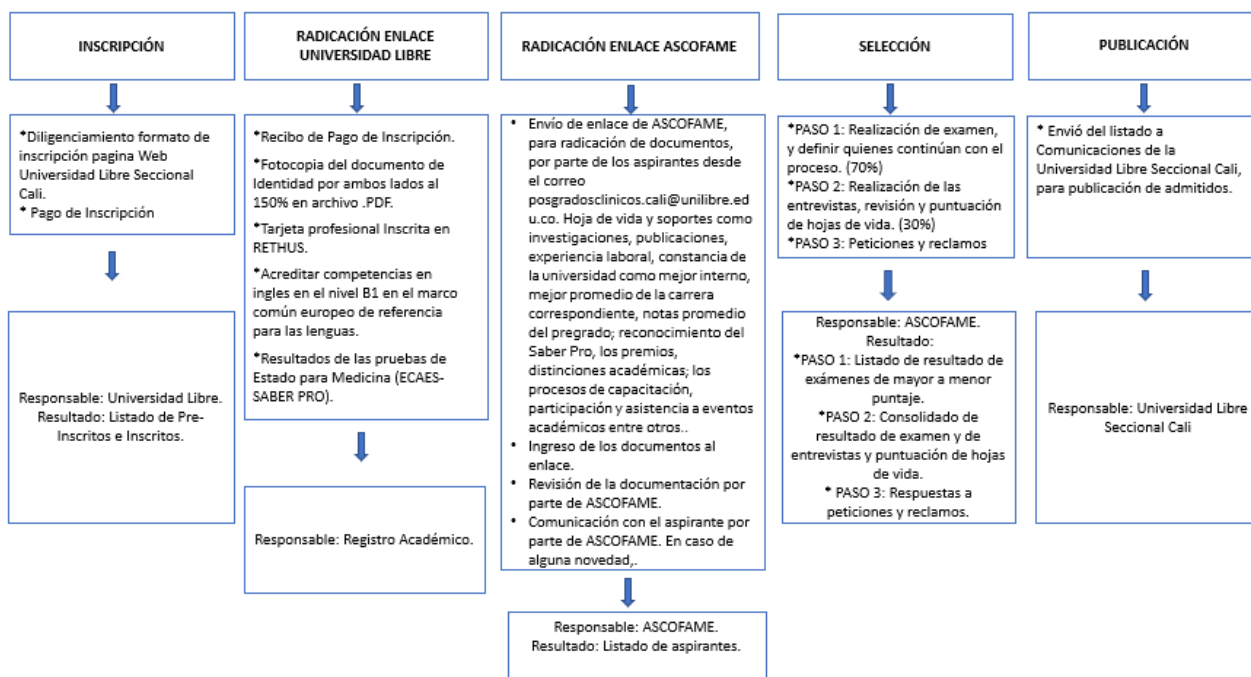 INSCRIPCIÓN
*Diligenciamiento formato de
inscripción pagina Web
Universidad Libre Seccional
Cali.
* Pago de Inscripción
Responsable: Universidad Libre.
Resultado: Listado de Pre-
Inscritos e Inscritos.
RADICACIÓN ENLACE
UNIVERSIDAD LIBRE
*Recibo de Pago de Inscripción.
*Fotocopia del documento de
Identidad por ambos lados al
150% en archivo .PDF.
*Tarjeta profesional Inscrita en
RETHUS.
*Acreditar competencias en
ingles en el nivel B1 en el marco
común europeo de referencia
para las lenguas.
*Resultados de las pruebas de
Estado para Medicina (ECAES-
SABER PRO).
Responsable: Registro Académico.
RADICACIÓN ENLACE ASCOFAME
• Envío de enlace de ASCOFAME,
para radicación de documentos,
por parte de los aspirantes desde
el correo
posgradosclinicos.cali@unilibre.ed
u.co. Hoja de vida y soportes como
investigaciones, publicaciones,
experiencia laboral, constancia de
la universidad como mejor interno,
mejor promedio de la carrera
correspondiente, notas promedio
del pregrado; reconocimiento del
Saber Pro, los premios,
distinciones académicas; los
procesos de capacitación,
participación y asistencia a eventos
académicos entre otros..
• Ingreso de los documentos al
enlace.
• Revisión de la documentación por
parte de ASCOFAME.
• Comunicación con el aspirante por
parte de ASCOFAME. En caso de
alguna novedad,.
Responsable: ASCOFAME.
Resultado: Listado de aspirantes.
SELECCIÓN
*PASO 1: Realización de examen,
y definir quienes continúan con el
proceso. (70%)
*PASO 2: Realización de las
entrevistas, revisión y puntuación
de hojas de vida. (30%)
*PASO 3: Peticiones y reclamos
Responsable: ASCOFAME.
Resultado:
*PASO 1: Listado de resultado de
exámenes de mayor a menor
puntaje.
*PASO 2: Consolidado de
resultado de examen y de
entrevistas y puntuación de hojas
de vida.
* PASO 3: Respuestas a
peticiones y reclamos.
PUBLICACIÓN
* Envió del listado a
Comunicaciones de la
Universidad Libre Seccional Cali,
para publicación de admitidos.
Responsable: Universidad Libre
Seccional Cali